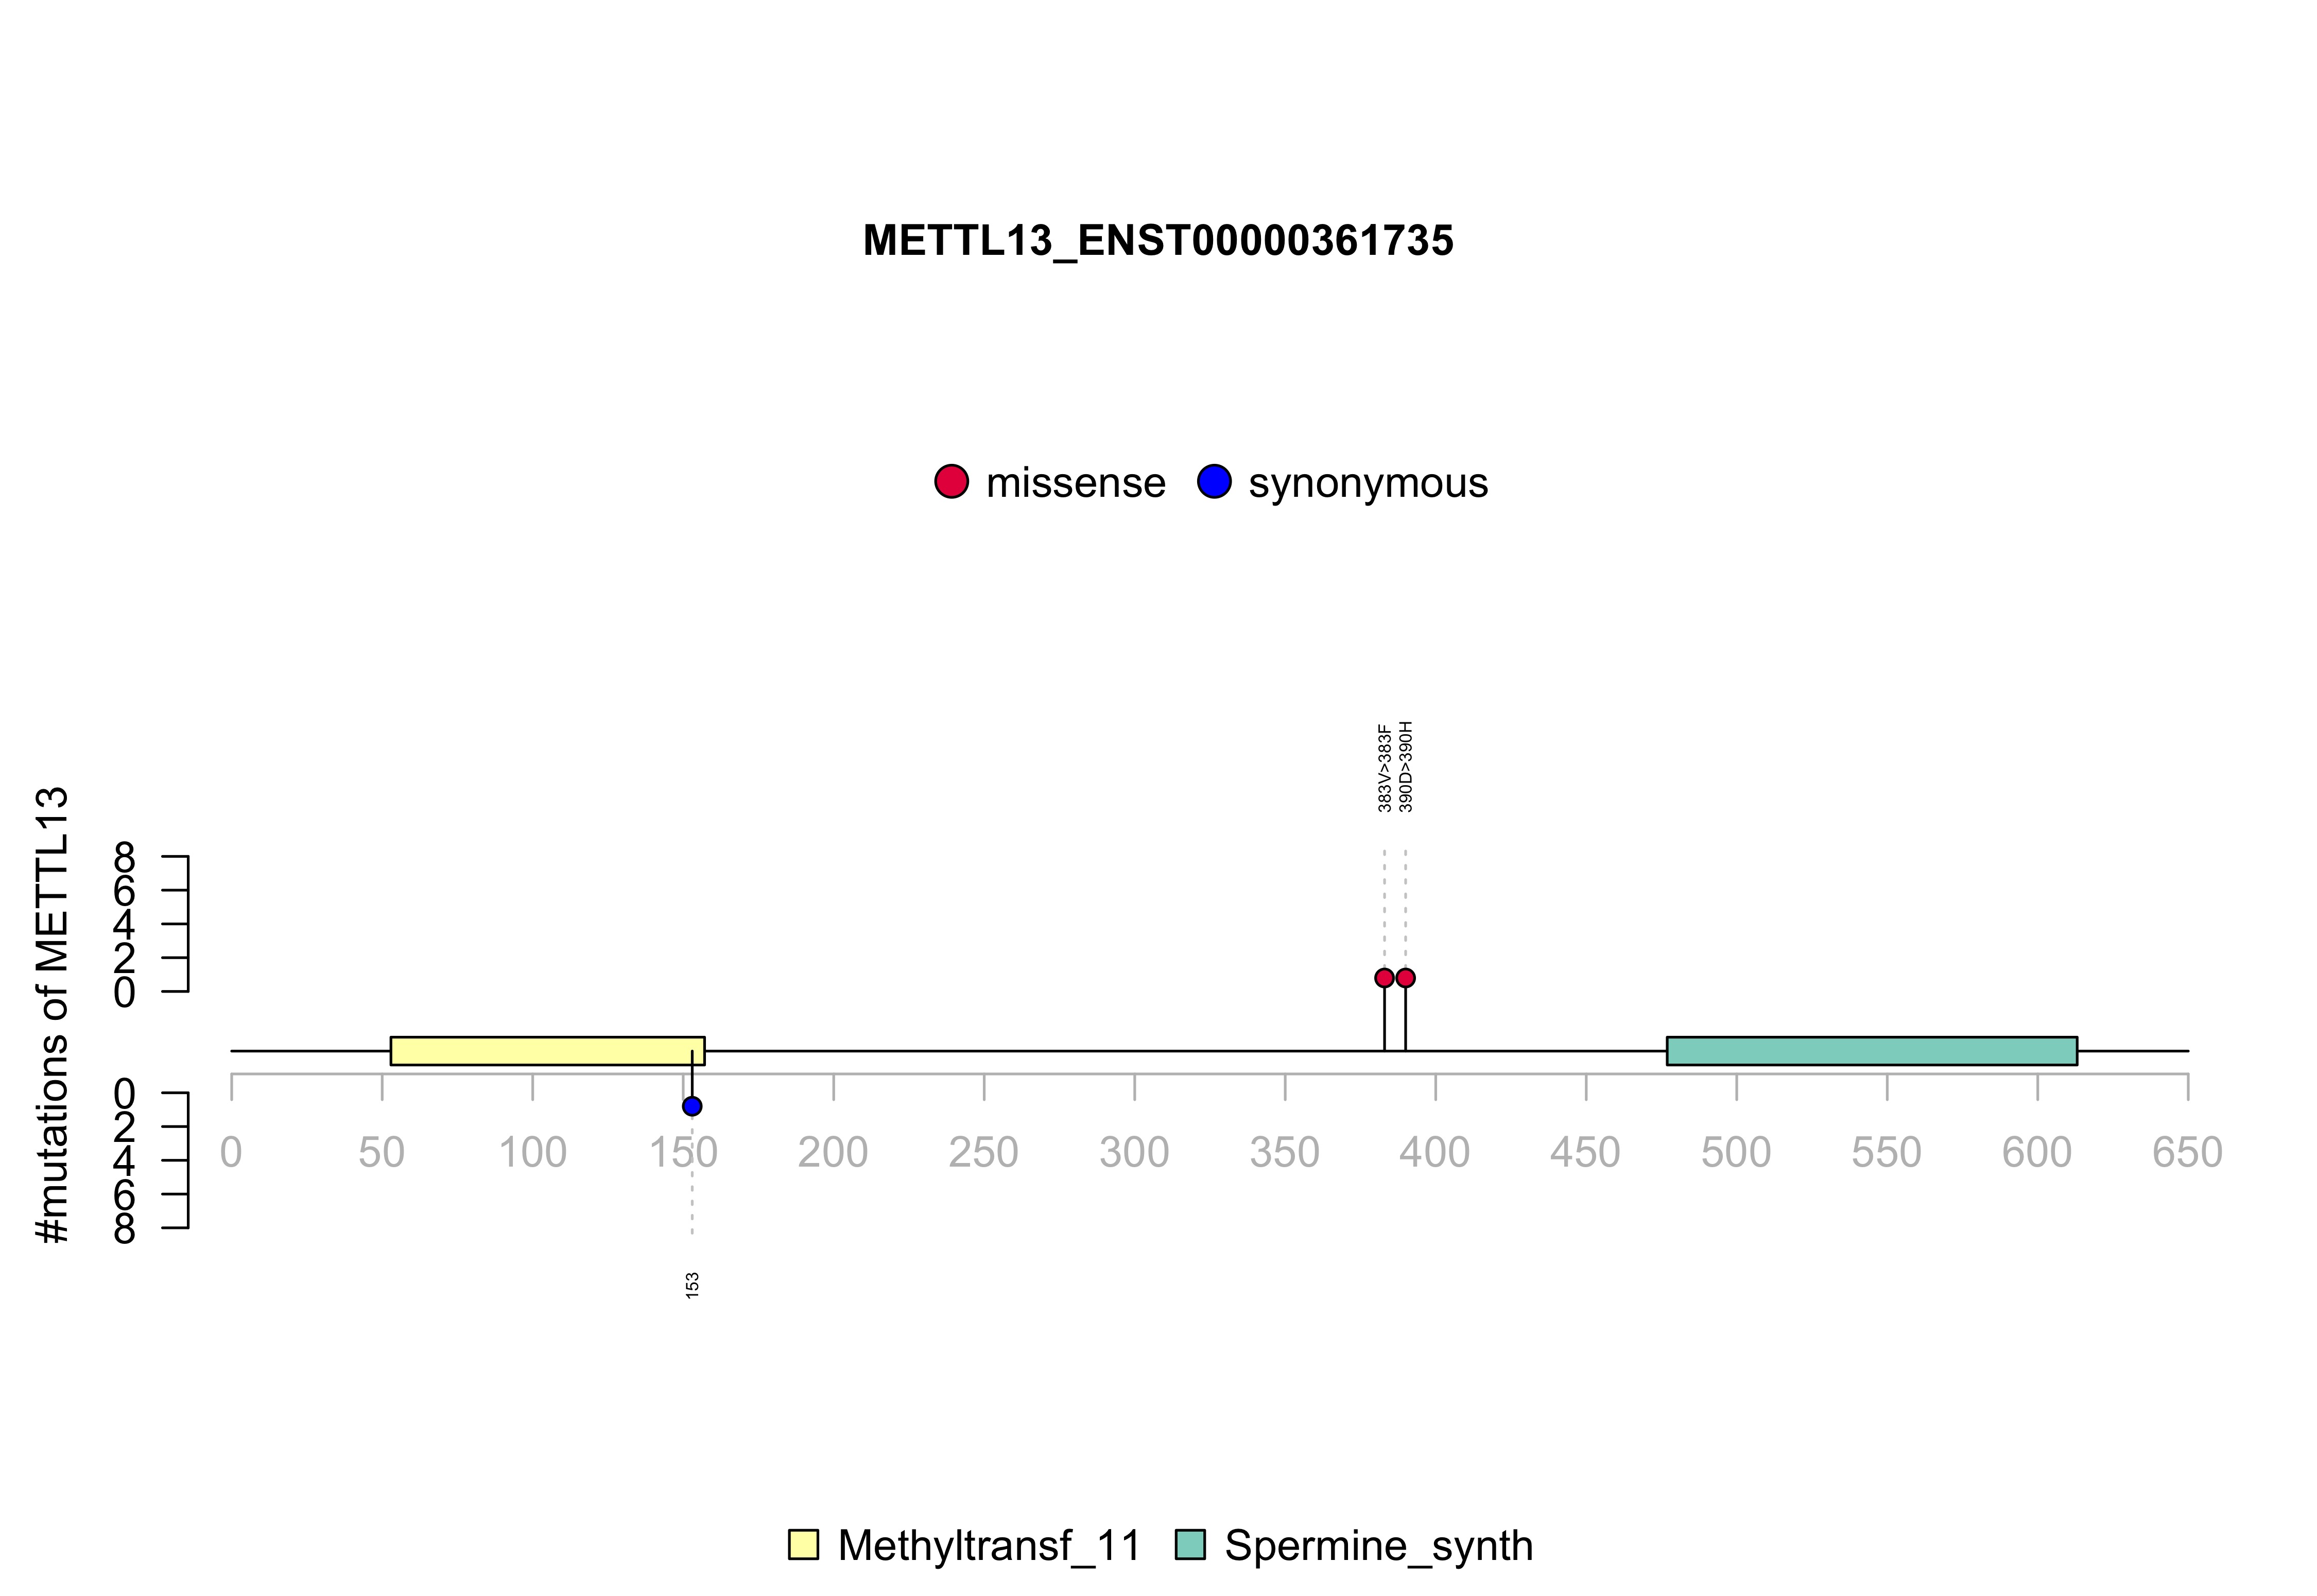 METTL13_ENST00000361735
missense synonymous
383V>383F
390D>390H
#mutations of METTL13
8
6
4
2
0
0
2
4
6
8
0 50 100 150 200 250 300 350 400 450 500 550 600 650
153
Methyltransf_11 Spermine_synth